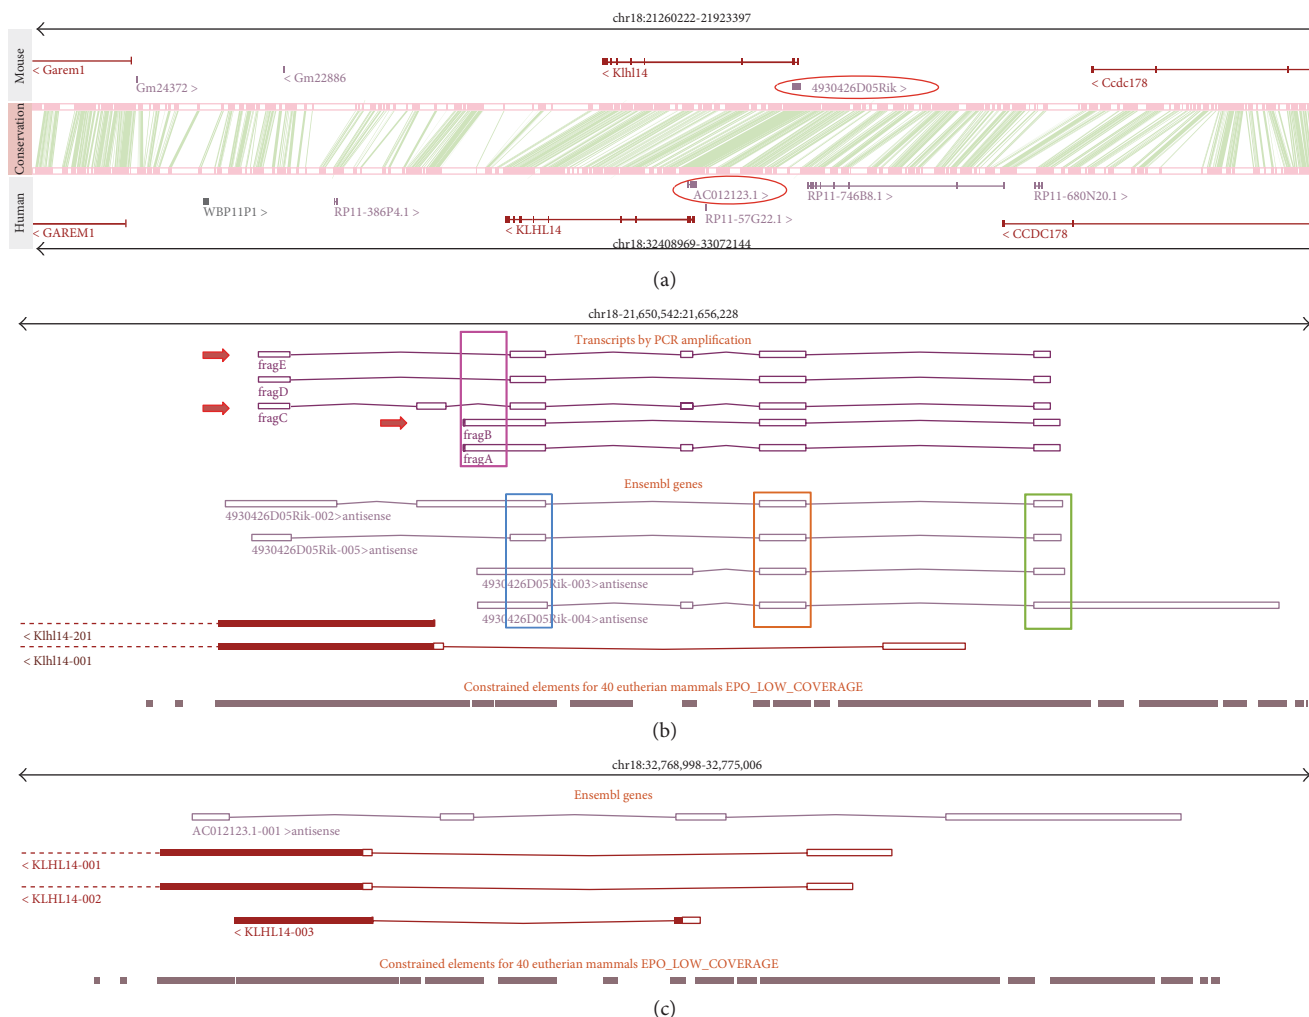 chr18:21260222-21923397
Mouse
< Garem1
Gm24372 >
< Gm22886
< Klhl14
4930426D05Rik >
< Ccdc178
Conservation
Human
WBP11P1 >
RP11-386P4.1 >
AC012123.1 >
RP11-746B8.1 >
RP11-680N20.1 >
< GAREM1
< KLHL14
RP11-57G22.1 >
< CCDC178
chr18:32408969-33072144
(a)
chr18-21,650,542:21,656,228
Transcripts by PCR amplification
fragE
fragD
fragC
fragB
fragA
Ensembl genes
4930426D05Rik-002>antisense
4930426D05Rik-005>antisense
4930426D05Rik-003>antisense
4930426D05Rik-004>antisense
< Klhl14-201
< Klhl14-001
Constrained elements for 40 eutherian mammals EPO_LOW_COVERAGE
(b)
chr18:32,768,998-32,775,006
Ensembl genes
AC012123.1-001 >antisense
< KLHL14-001
< KLHL14-002
< KLHL14-003
Constrained elements for 40 eutherian mammals EPO_LOW_COVERAGE
(c)